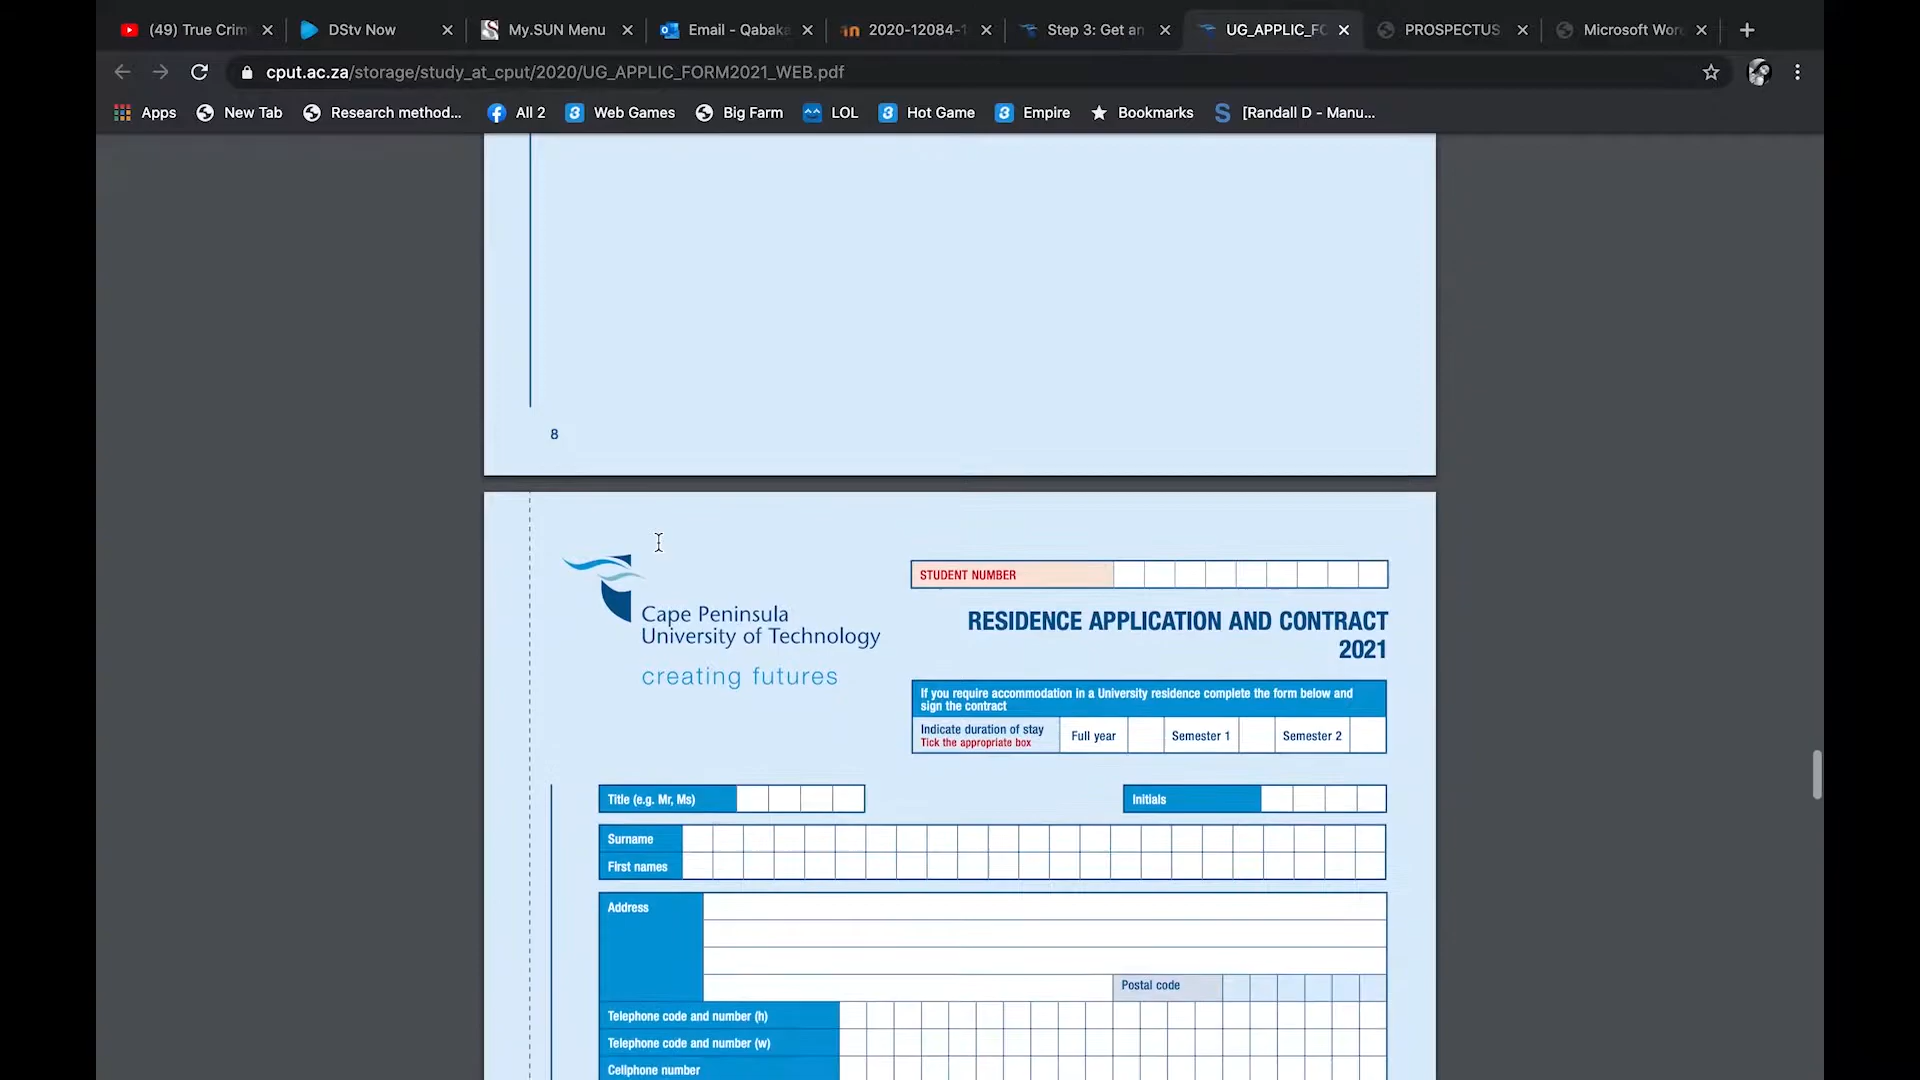 (49) True Crim
DStv Now
My.SUN Menu
Email - Qabaka
2020-12084-1
Step 3: Get an
UG_APPLIC_FO
PROSPECTUS
Microsoft Word
cput.ac.za/storage/study_at_cput/2020/UG_APPLIC_FORM2021_WEB.pdf
Apps
New Tab
Research method...
All 2
Web Games
Big Farm
LOL
Hot Game
Empire
Bookmarks
[Randall D - Manu...
8
Cape Peninsula
University of Technology
creating futures
STUDENT NUMBER
RESIDENCE APPLICATION AND CONTRACT
2021
If you require accommodation in a University residence complete the form below and
sign the contract
Indicate duration of stay
Tick the appropriate box
Full year
Semester 1
Semester 2
Title (e.g. Mr, Ms)
Initials
Surname
First names
Address
Postal code
Telephone code and number (h)
Telephone code and number (w)
Cellphone number